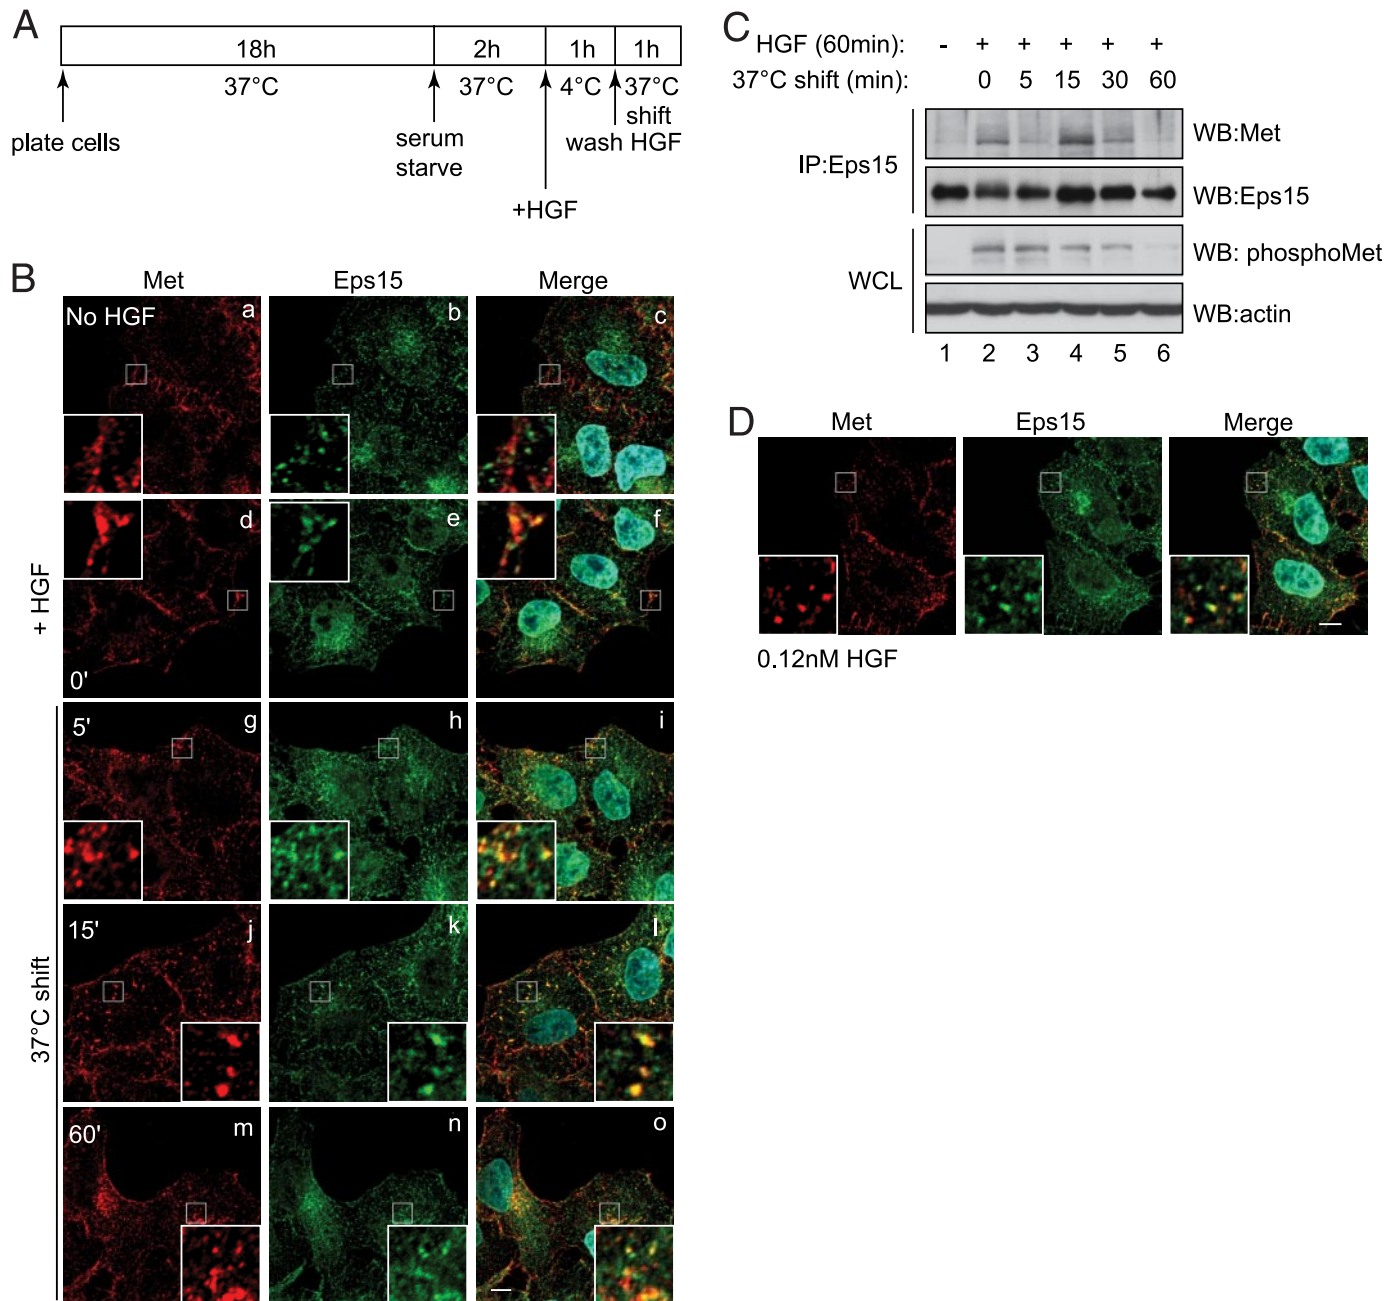 A
18h 2h 1h 1h
37°C 37°C 4°C 37°C
shift
plate cells serum starve wash HGF
+HGF
B
Met Eps15 Merge
No HGF a b c
+ HGF
d e f
0'
37°C shift
5' g h i
15' j k l
60' m n o
C
HGF (60min): - + + + + +
37°C shift (min): 0 5 15 30 60
IP:Eps15
WB:Met
WB:Eps15
WCL
WB: phosphoMet
WB:actin
1 2 3 4 5 6
D
Met Eps15 Merge
0.12nM HGF